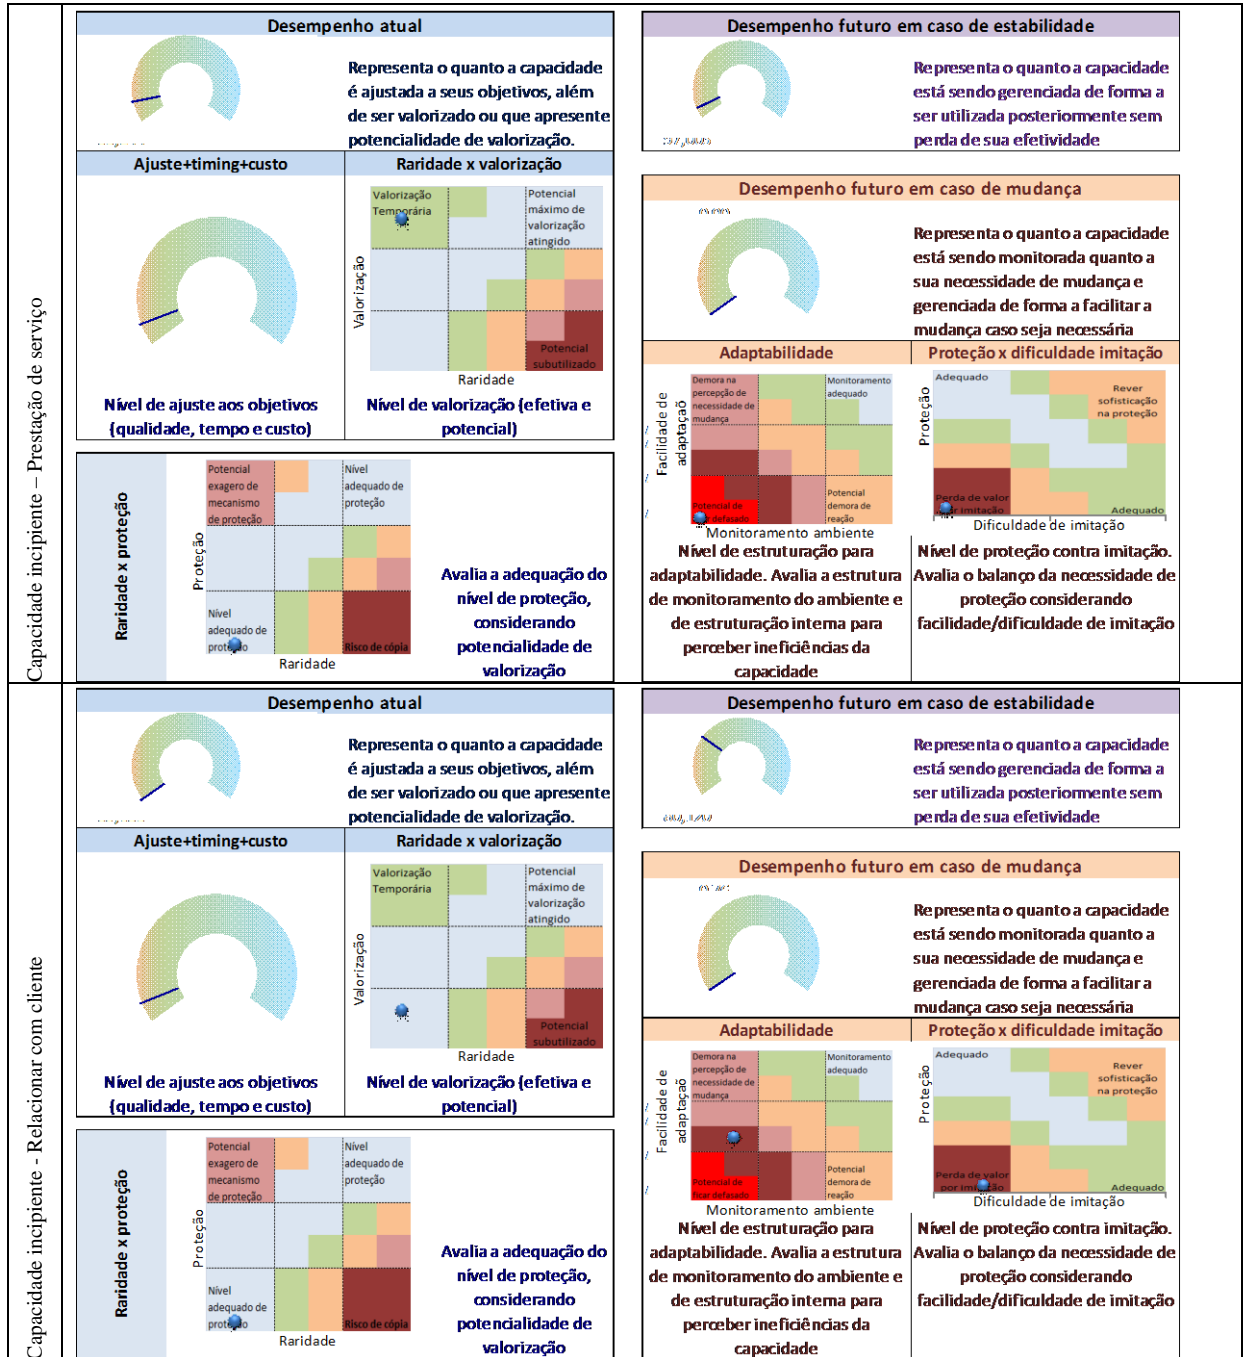 Capacidade incipiente – Prestação de serviço
Desempenho atual
Representa o quanto a capacidade
é ajustada a seus objetivos, além
de ser valorizado ou que apresente
potencialidade de valorização.
Ajuste+timing+custo
Raridade x valorização
Valorização
Temporária
Potencial
máximo de
valorização
atingido
Potencial
subutilizado
Valorização
Raridade
Nível de ajuste aos objetivos
(qualidade, tempo e custo)
Nível de valorização (efetiva e
potencial)
Raridade x proteção
Potencial
exagero de
mecanismo
de proteção
Nível
adequado de
proteção
Nível
adequado de
proteção
Risco de cópia
Proteção
Raridade
Avalia a adequação do
nível de proteção,
considerando
potencialidade de
valorização
Desempenho futuro em caso de estabilidade
Representa o quanto a capacidade
está sendo gerenciada de forma a
ser utilizada posteriormente sem
perda de sua efetividade
Desempenho futuro em caso de mudança
Representa o quanto a capacidade
está sendo monitorada quanto a
sua necessidade de mudança e
gerenciada de forma a facilitar a
mudança caso seja necessária
Adaptabilidade
Proteção x dificuldade imitação
Demora na
percepção de
necessidade de
mudança
Monitoramento
adequado
Potencial de
defasado
Potencial
demora de
reação
Facilidade de
adaptação
Monitoramento ambiente
Adequado
Rever
sofisticação
na proteção
Perda de valor
por imitação
Adequado
Proteção
Dificuldade de imitação
Nível de estruturação para
adaptabilidade. Avalia a estrutura
de monitoramento do ambiente e
de estruturação interna para
perceber ineficiências da
capacidade
Nível de proteção contra imitação.
Avalia o balanço da necessidade de
proteção considerando
facilidade/dificuldade de imitação
Capacidade incipiente - Relacionar com cliente
Desempenho atual
Representa o quanto a capacidade
é ajustada a seus objetivos, além
de ser valorizado ou que apresente
potencialidade de valorização.
Ajuste+timing+custo
Raridade x valorização
Valorização
Temporária
Potencial
máximo de
valorização
atingido
Potencial
subutilizado
Valorização
Raridade
Nível de ajuste aos objetivos
(qualidade, tempo e custo)
Nível de valorização (efetiva e
potencial)
Raridade x proteção
Potencial
exagero de
mecanismo
de proteção
Nível
adequado de
proteção
Nível
adequado de
proteção
Risco de cópia
Proteção
Raridade
Avalia a adequação do
nível de proteção,
considerando
potencialidade de
valorização
Desempenho futuro em caso de estabilidade
Representa o quanto a capacidade
está sendo gerenciada de forma a
ser utilizada posteriormente sem
perda de sua efetividade
Desempenho futuro em caso de mudança
Representa o quanto a capacidade
está sendo monitorada quanto a
sua necessidade de mudança e
gerenciada de forma a facilitar a
mudança caso seja necessária
Adaptabilidade
Proteção x dificuldade imitação
Demora na
percepção de
necessidade de
mudança
Monitoramento
adequado
Potencial de
ficar defasado
Potencial
demora de
reação
Facilidade de
adaptação
Monitoramento ambiente
Adequado
Rever
sofisticação
na proteção
Perda de valor
por imitação
Adequado
Proteção
Dificuldade de imitação
Nível de estruturação para
adaptabilidade. Avalia a estrutura
de monitoramento do ambiente e
de estruturação interna para
perceber ineficiências da
capacidade
Nível de proteção contra imitação.
Avalia o balanço da necessidade de
proteção considerando
facilidade/dificuldade de imitação